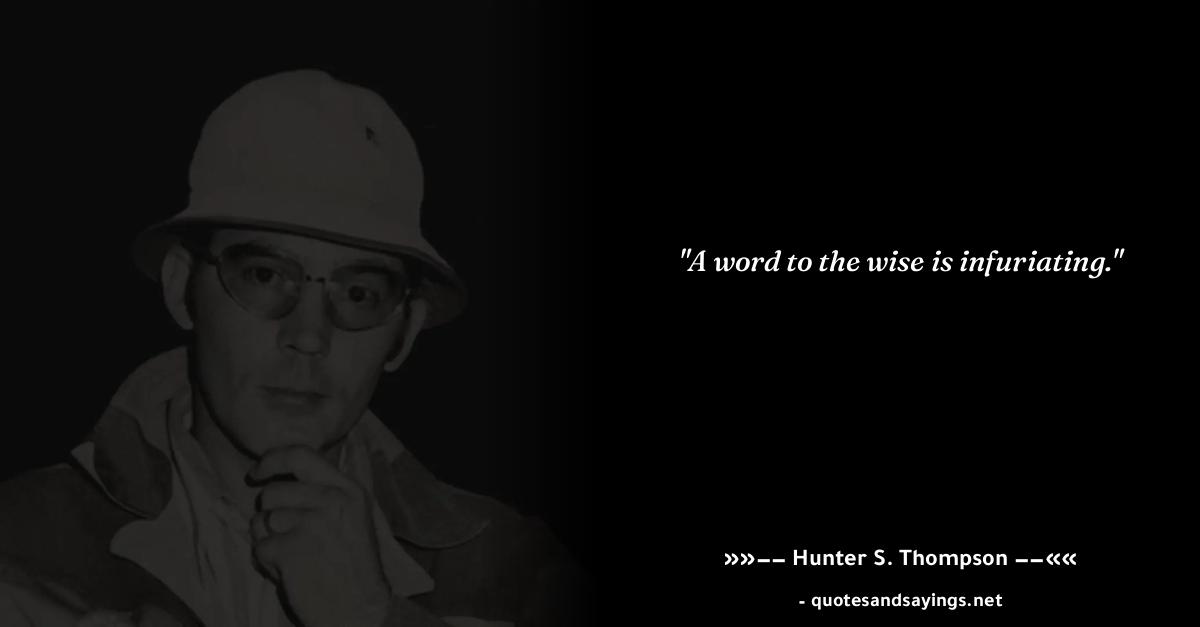 "A word to the wise is infuriating."
»»–– Hunter S. Thompson ––««
- quotesandsayings.net